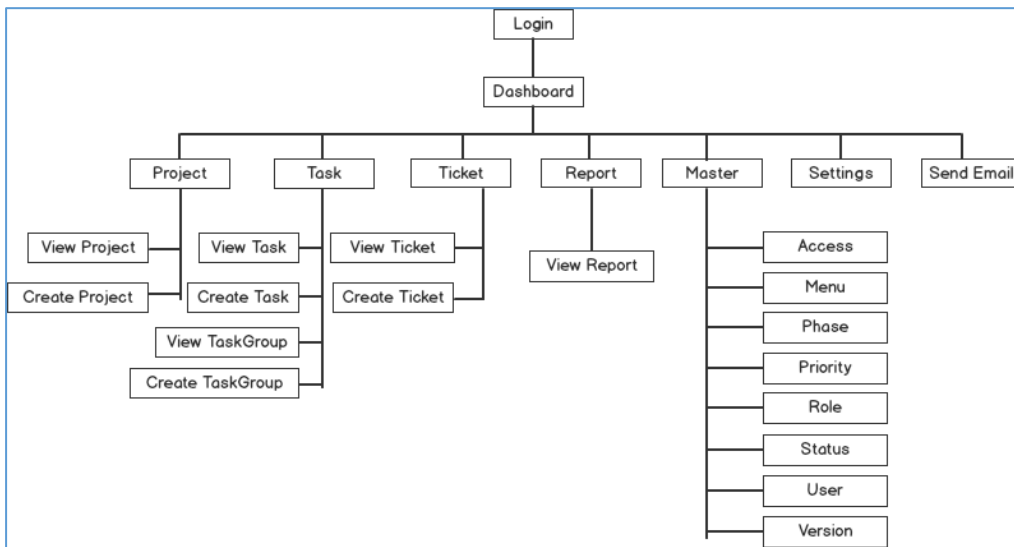 Login
Dashboard
Project
Task
Ticket
Report
Master
Settings
Send Email
View Project
Create Project
View Task
Create Task
View TaskGroup
Create TaskGroup
View Ticket
Create Ticket
View Report
Access
Menu
Phase
Priority
Role
Status
User
Version